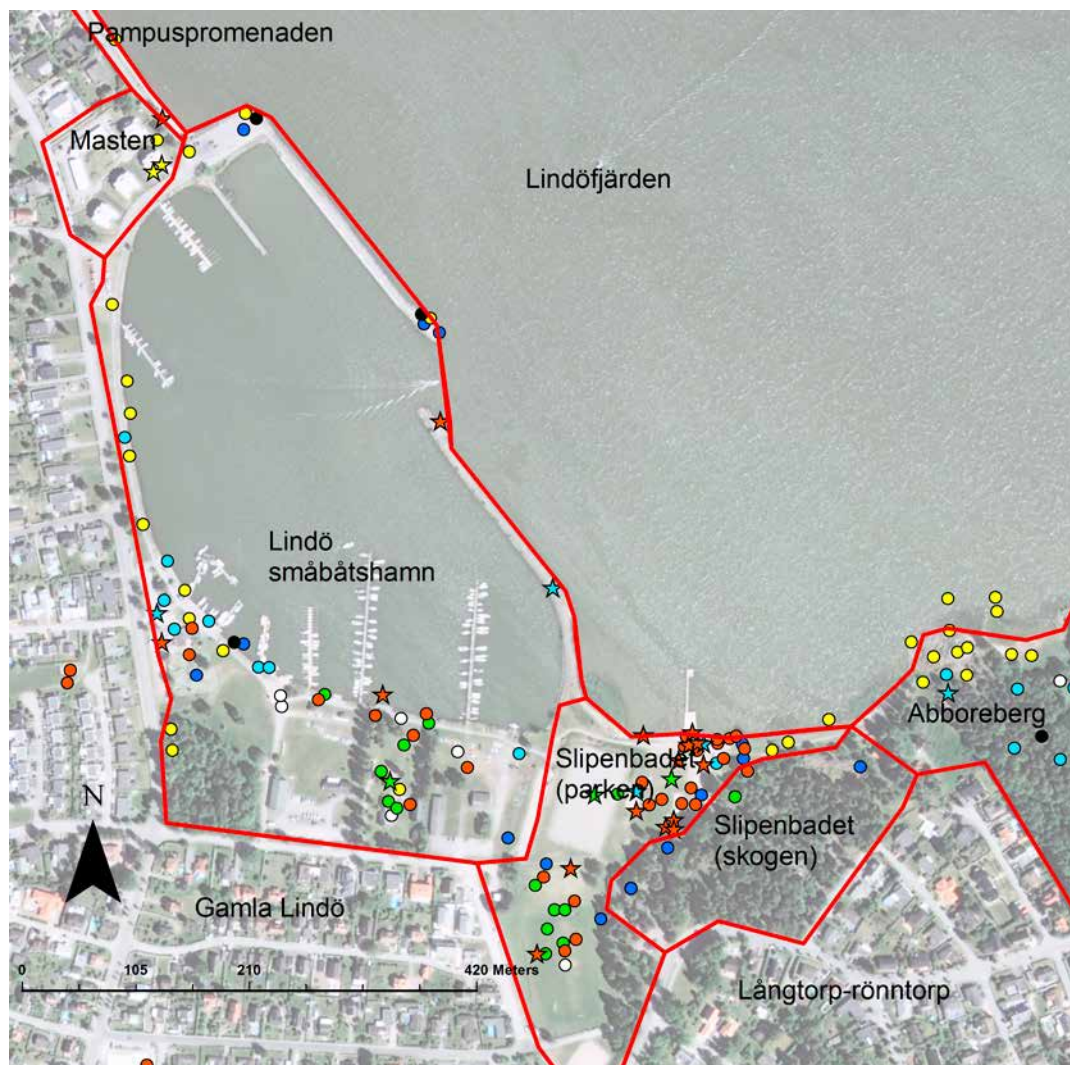 Pampuspromenaden
Masten
Lindöfjärden
Lindö
småbåtshamn
Abboreberg
Slipenbadet
(parken)
Slipenbadet
(skogen)
N
Gamla Lindö
0 105 210 420 Meters
Långtorp-rönntorp